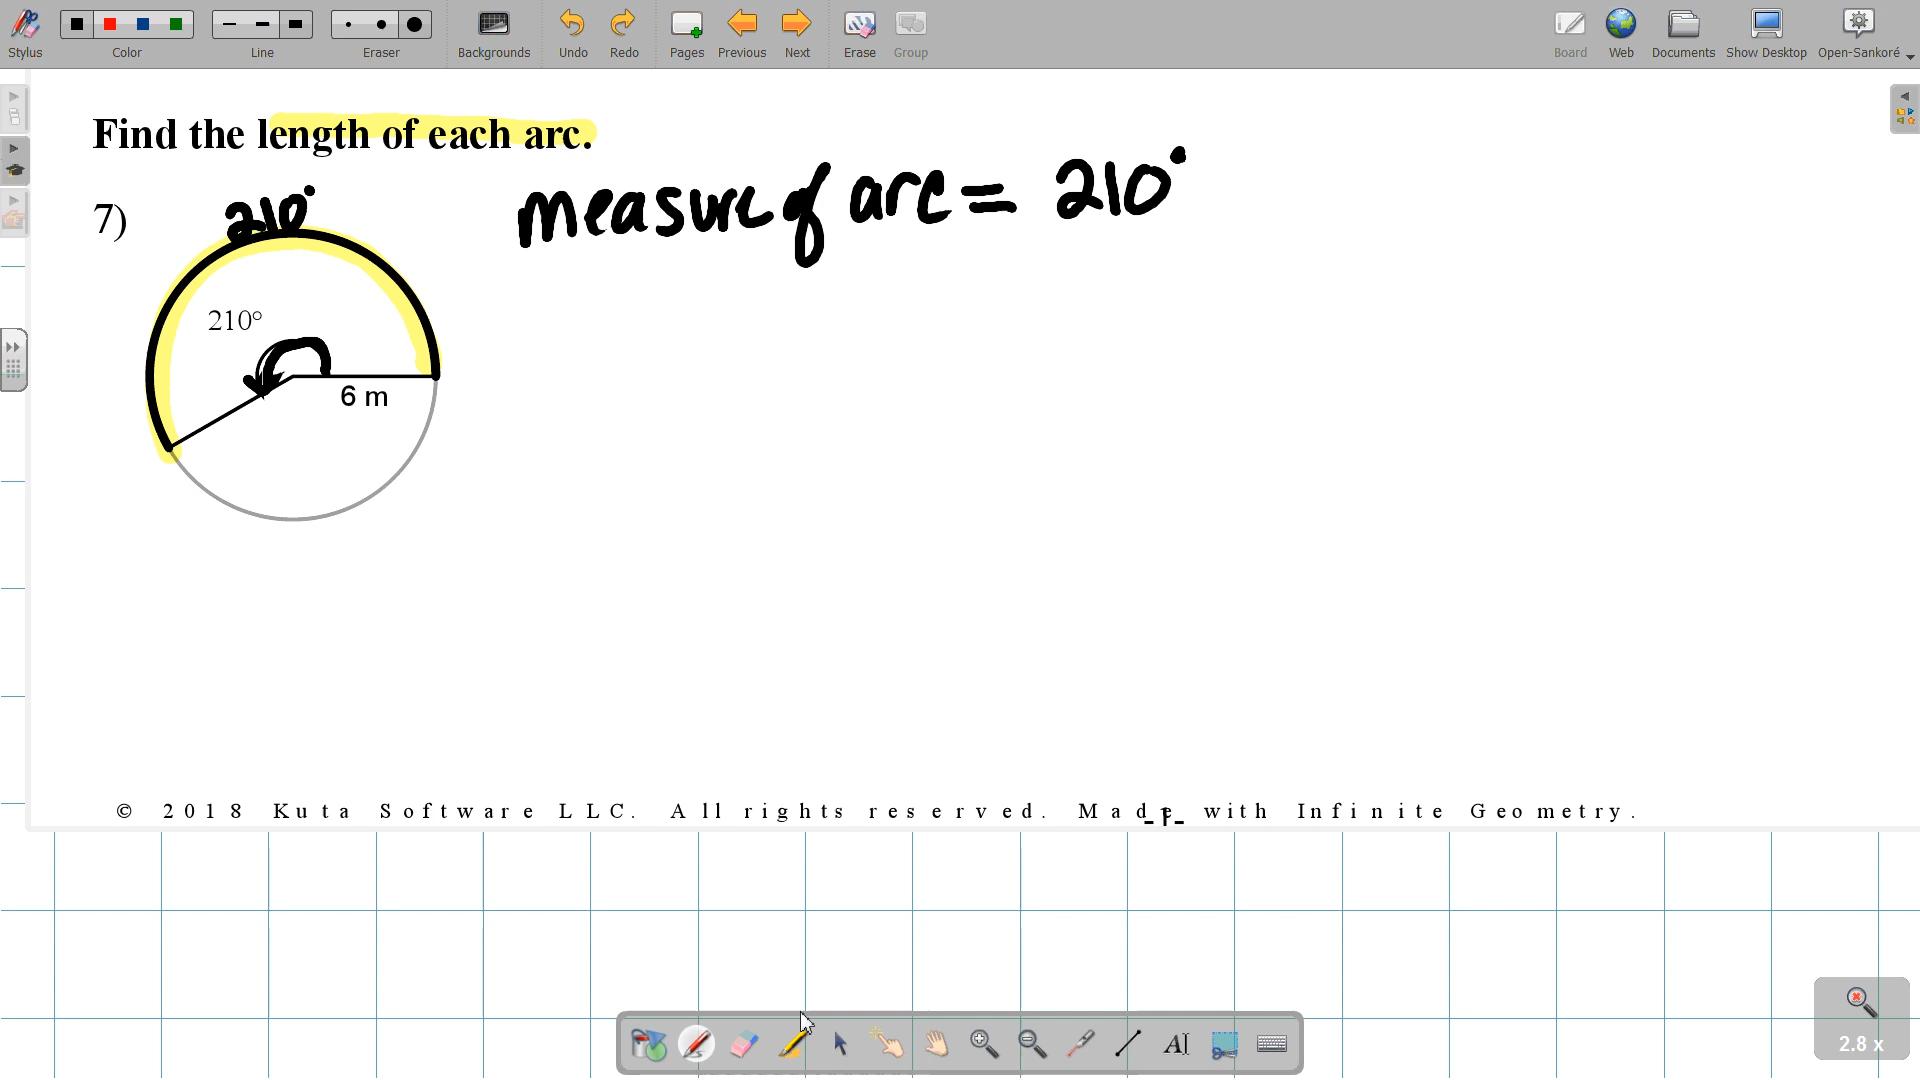 Stylus Color Line Eraser Backgrounds Undo Redo Pages Previous Next Erase Group Board Web Documents Show Desktop Open-Sankoré
Find the length of each arc.
measure of arc = 210°
7)
210°
210°
6 m
© 2018 Kuta Software LLC. All rights reserved. Made with Infinite Geometry.
-1-
AI
2.8 x